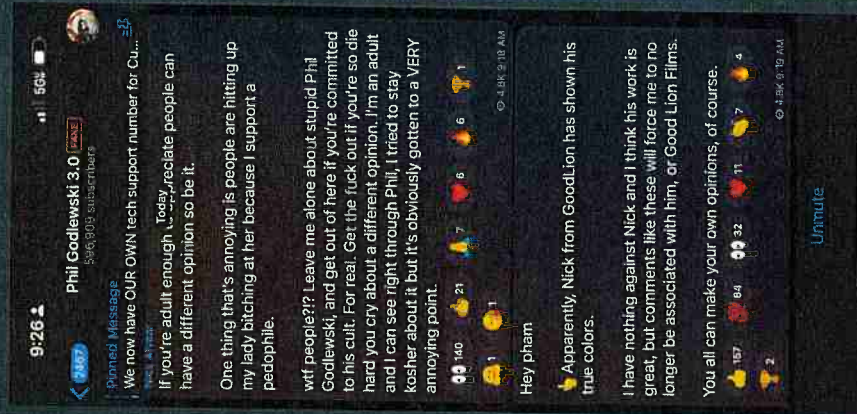 9:26
5G
2467
Phil Godlewski 3.0 FAKE
596,909 subscribers
Pinned Message
We now have OUR OWN tech support number for Cu...
Today
If you're adult enough to appreciate people can
have a different opinion so be it.
One thing that's annoying is people are hitting up
my lady bitching at her because I support a
pedophile.
wtf people?!? Leave me alone about stupid Phil
Godlewski, and get out of here if you're committed
to his cult. For real. Get the fuck out if you're so die
hard you cry about a different opinion. I'm an adult
and I can see right through Phil, I tried to stay
kosher about it but it's obviously gotten to a VERY
annoying point.
140 21 7 6 6 1
1 1
4.8K 9:18 AM
Hey pham
Apparently, Nick from GoodLion has shown his
true colors.
I have nothing against Nick and I think his work is
great, but comments like these will force me to no
longer be associated with him, or Good Lion Films.
You all can make your own opinions, of course.
157 84 32 11 7 4
2
4.8K 9:19 AM
Unmute